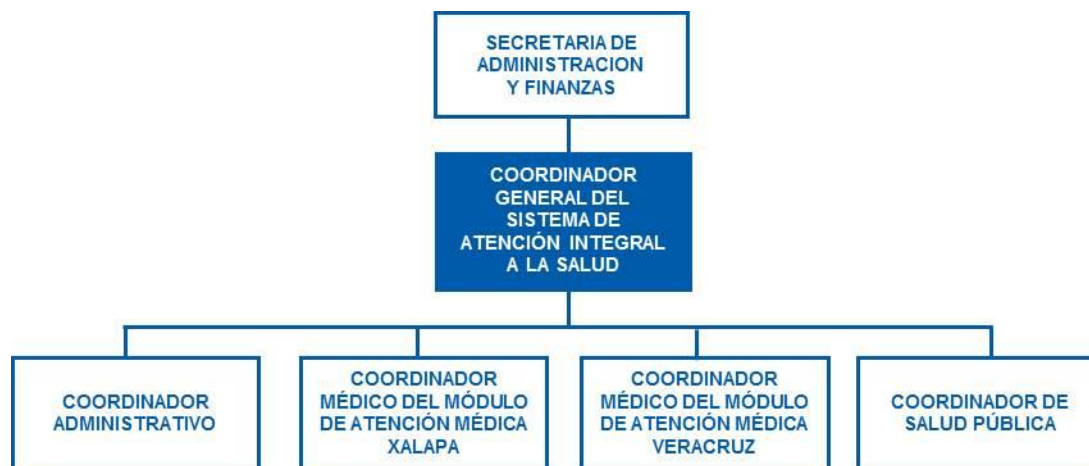 SECRETARIA DE
ADMINISTRACION
Y FINANZAS
COORDINADOR
GENERAL DEL
SISTEMA DE
ATENCIÓN INTEGRAL
A LA SALUD
COORDINADOR
ADMINISTRATIVO
COORDINADOR
MÉDICO DEL MÓDULO
DE ATENCIÓN MÉDICA
XALAPA
COORDINADOR
MÉDICO DEL MÓDULO
DE ATENCIÓN MÉDICA
VERACRUZ
COORDINADOR DE
SALUD PÚBLICA